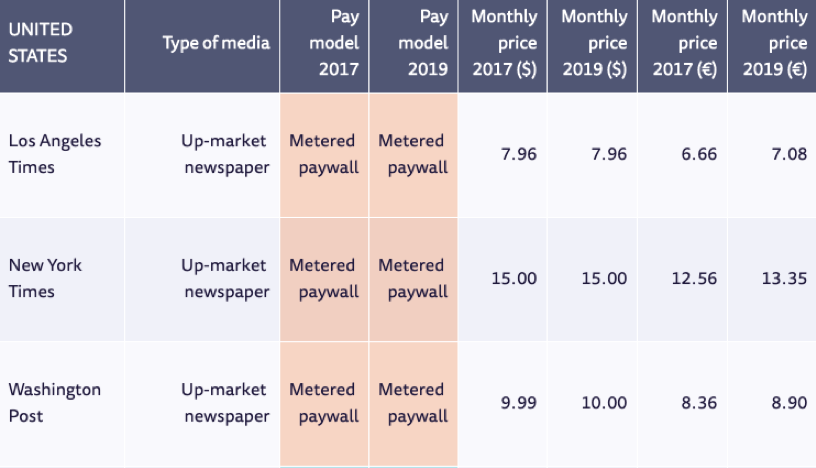 UNITED STATES | Type of media | Pay model 2017 | Pay model 2019 | Monthly price 2017 ($) | Monthly price 2019 ($) | Monthly price 2017 (€) | Monthly price 2019 (€)
Los Angeles Times | Up-market newspaper | Metered paywall | Metered paywall | 7.96 | 7.96 | 6.66 | 7.08
New York Times | Up-market newspaper | Metered paywall | Metered paywall | 15.00 | 15.00 | 12.56 | 13.35
Washington Post | Up-market newspaper | Metered paywall | Metered paywall | 9.99 | 10.00 | 8.36 | 8.90